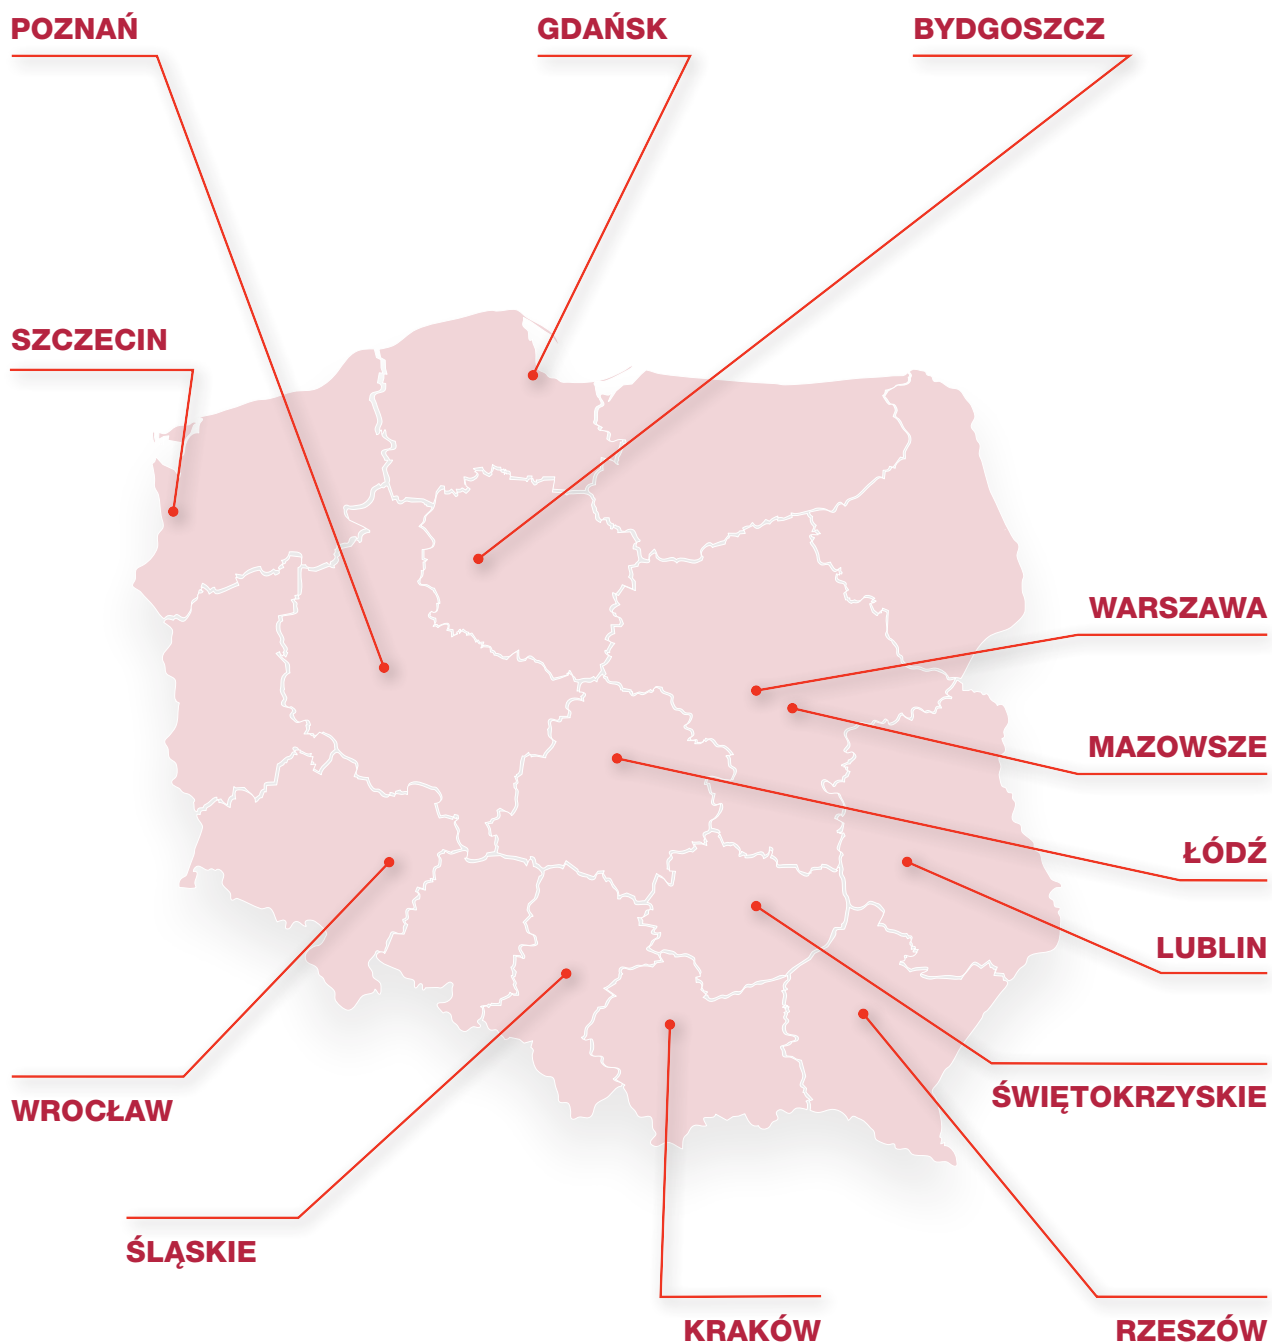 POZNAŃ
GDAŃSK
BYDGOSZCZ
SZCZECIN
WARSZAWA
MAZOWSZE
ŁÓDŹ
LUBLIN
ŚWIĘTOKRZYSKIE
WROCŁAW
ŚLĄSKIE
KRAKÓW
RZESZÓW